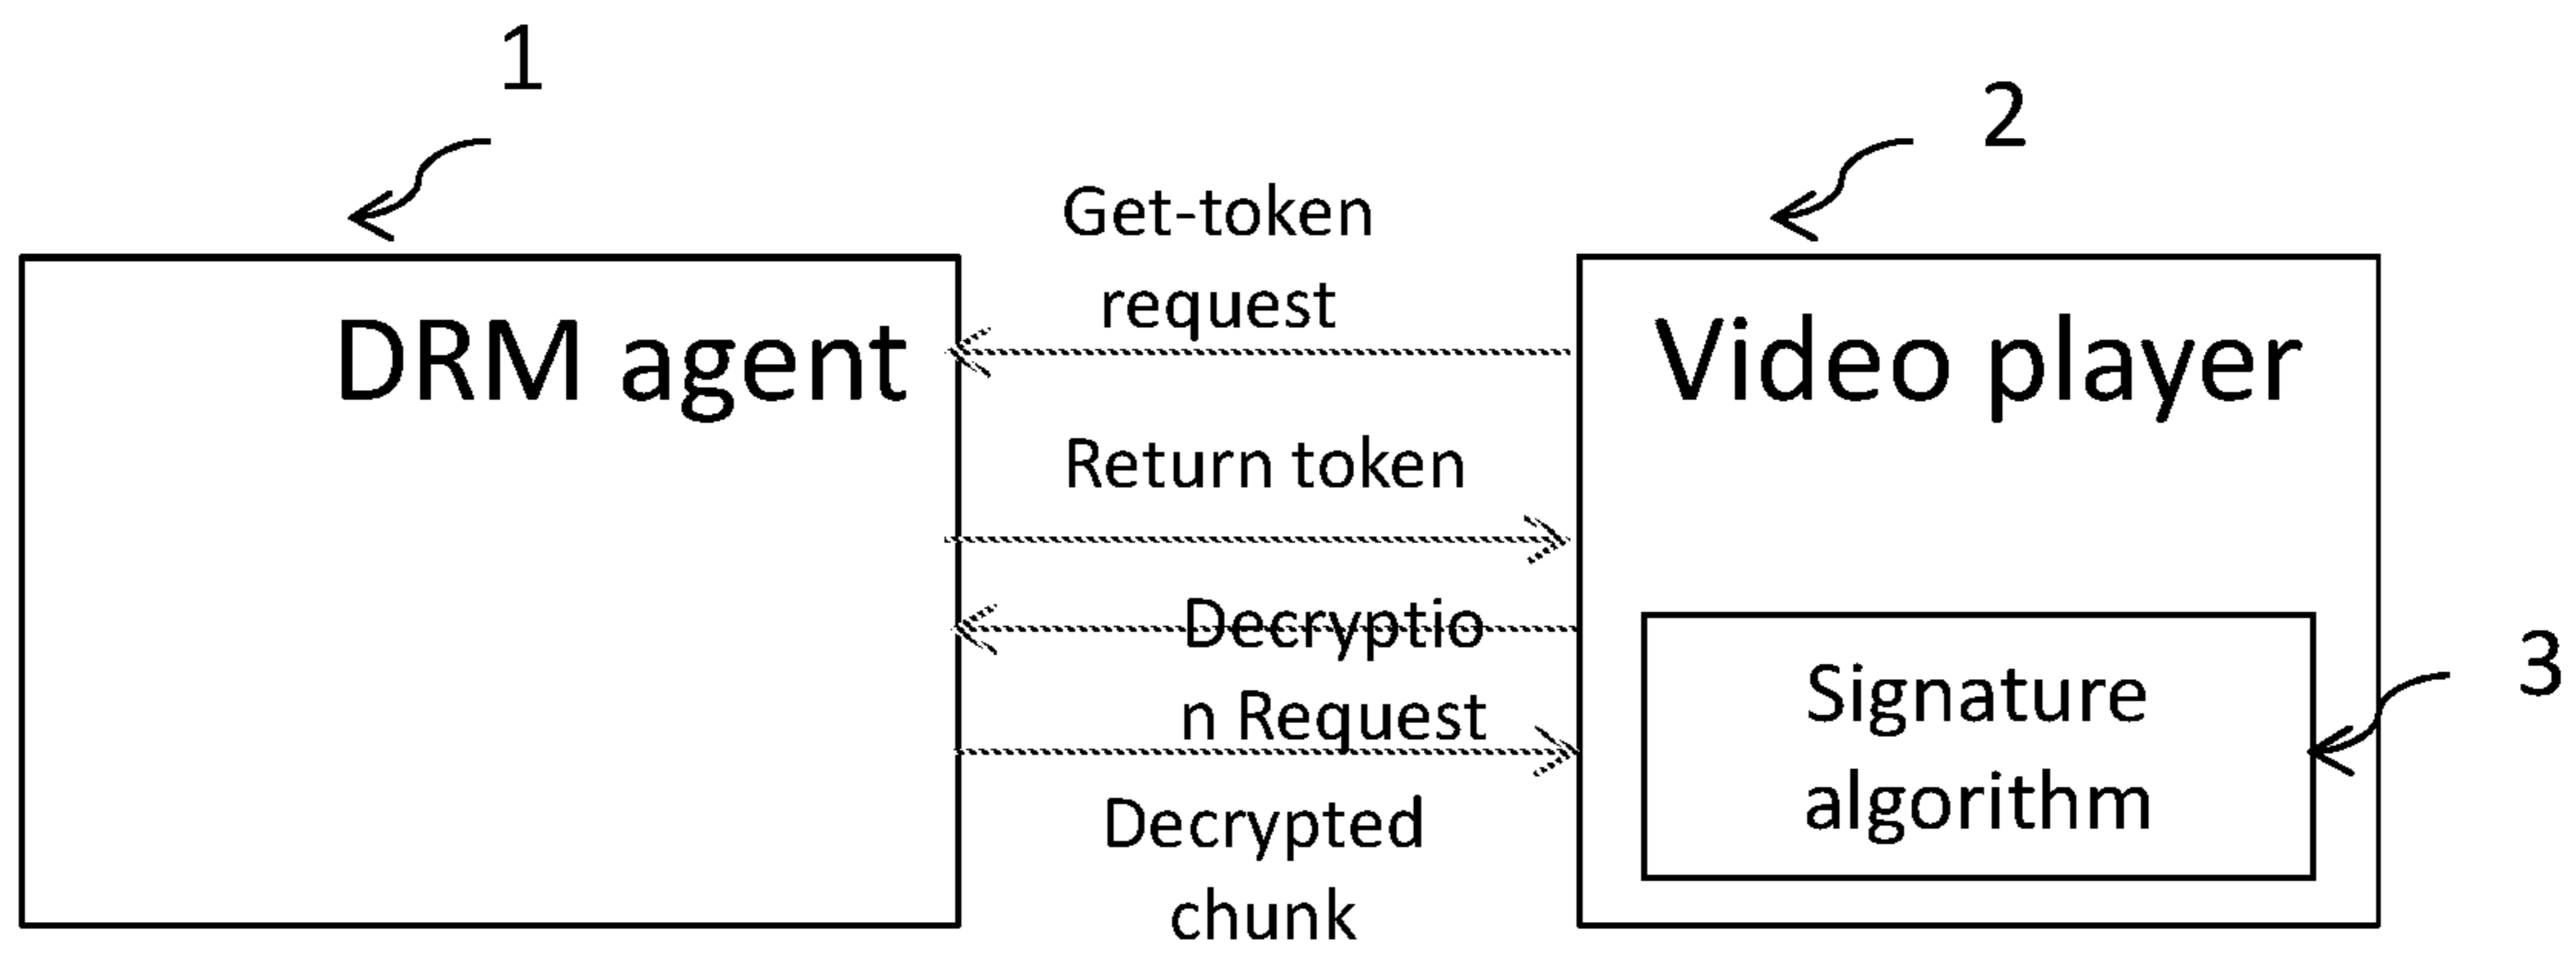 1
2
Get-token
request
DRM agent
Video player
Return token
Decryptio
n Request
Signature
algorithm
3
Decrypted
chunk